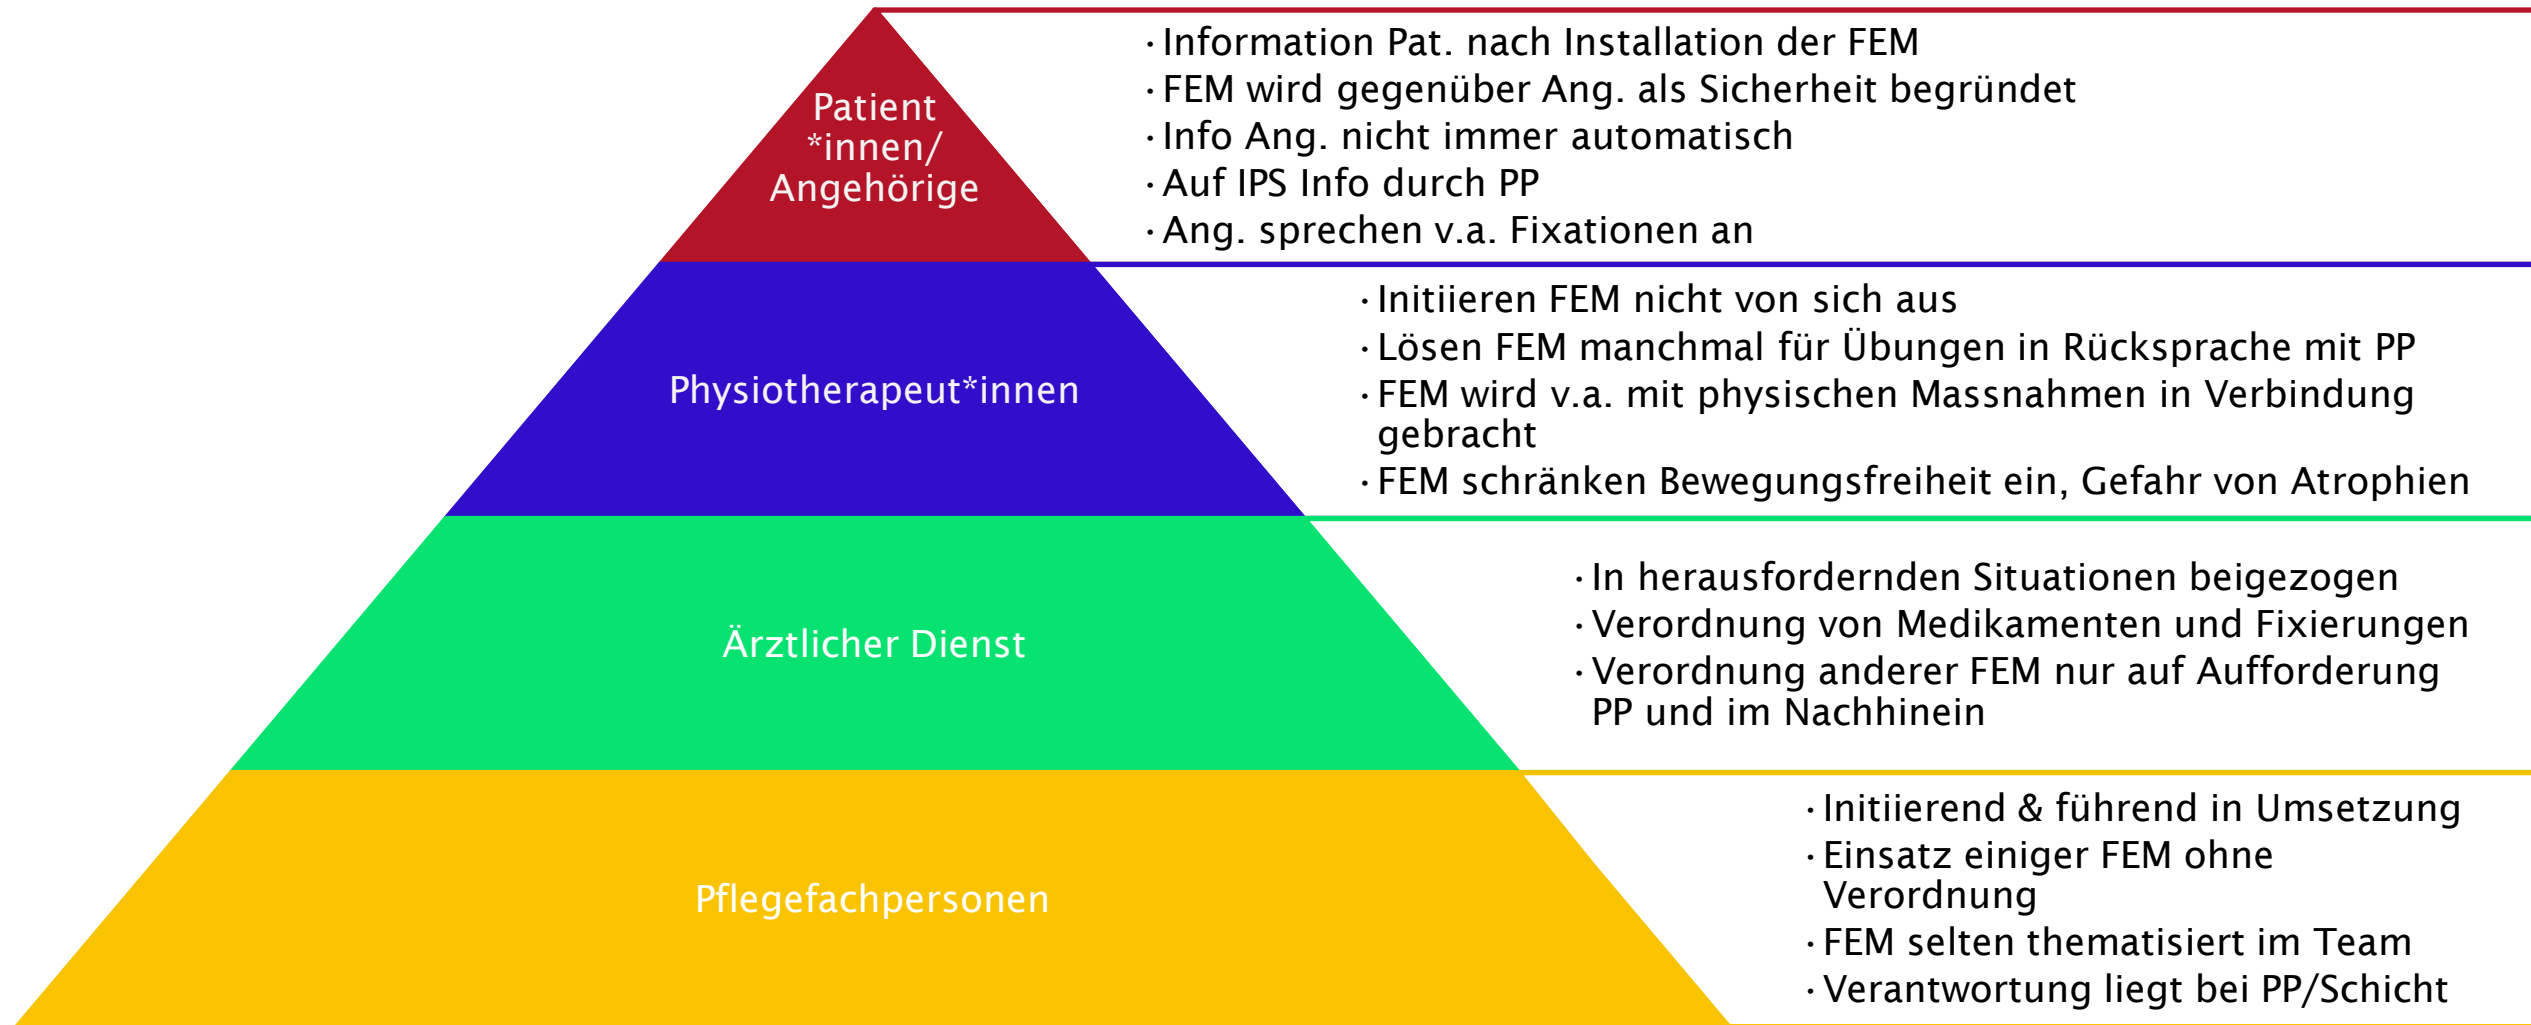 Patient
*innen/
Angehörige
· Information Pat. nach Installation der FEM
· FEM wird gegenüber Ang. als Sicherheit begründet
· Info Ang. nicht immer automatisch
· Auf IPS Info durch PP
· Ang. sprechen v.a. Fixationen an
Physiotherapeut*innen
· Initiieren FEM nicht von sich aus
· Lösen FEM manchmal für Übungen in Rücksprache mit PP
· FEM wird v.a. mit physischen Massnahmen in Verbindung
gebracht
· FEM schränken Bewegungsfreiheit ein, Gefahr von Atrophien
Ärztlicher Dienst
· In herausfordernden Situationen beigezogen
· Verordnung von Medikamenten und Fixierungen
· Verordnung anderer FEM nur auf Aufforderung
PP und im Nachhinein
Pflegefachpersonen
· Initiierend & führend in Umsetzung
· Einsatz einiger FEM ohne
Verordnung
· FEM selten thematisiert im Team
· Verantwortung liegt bei PP/Schicht